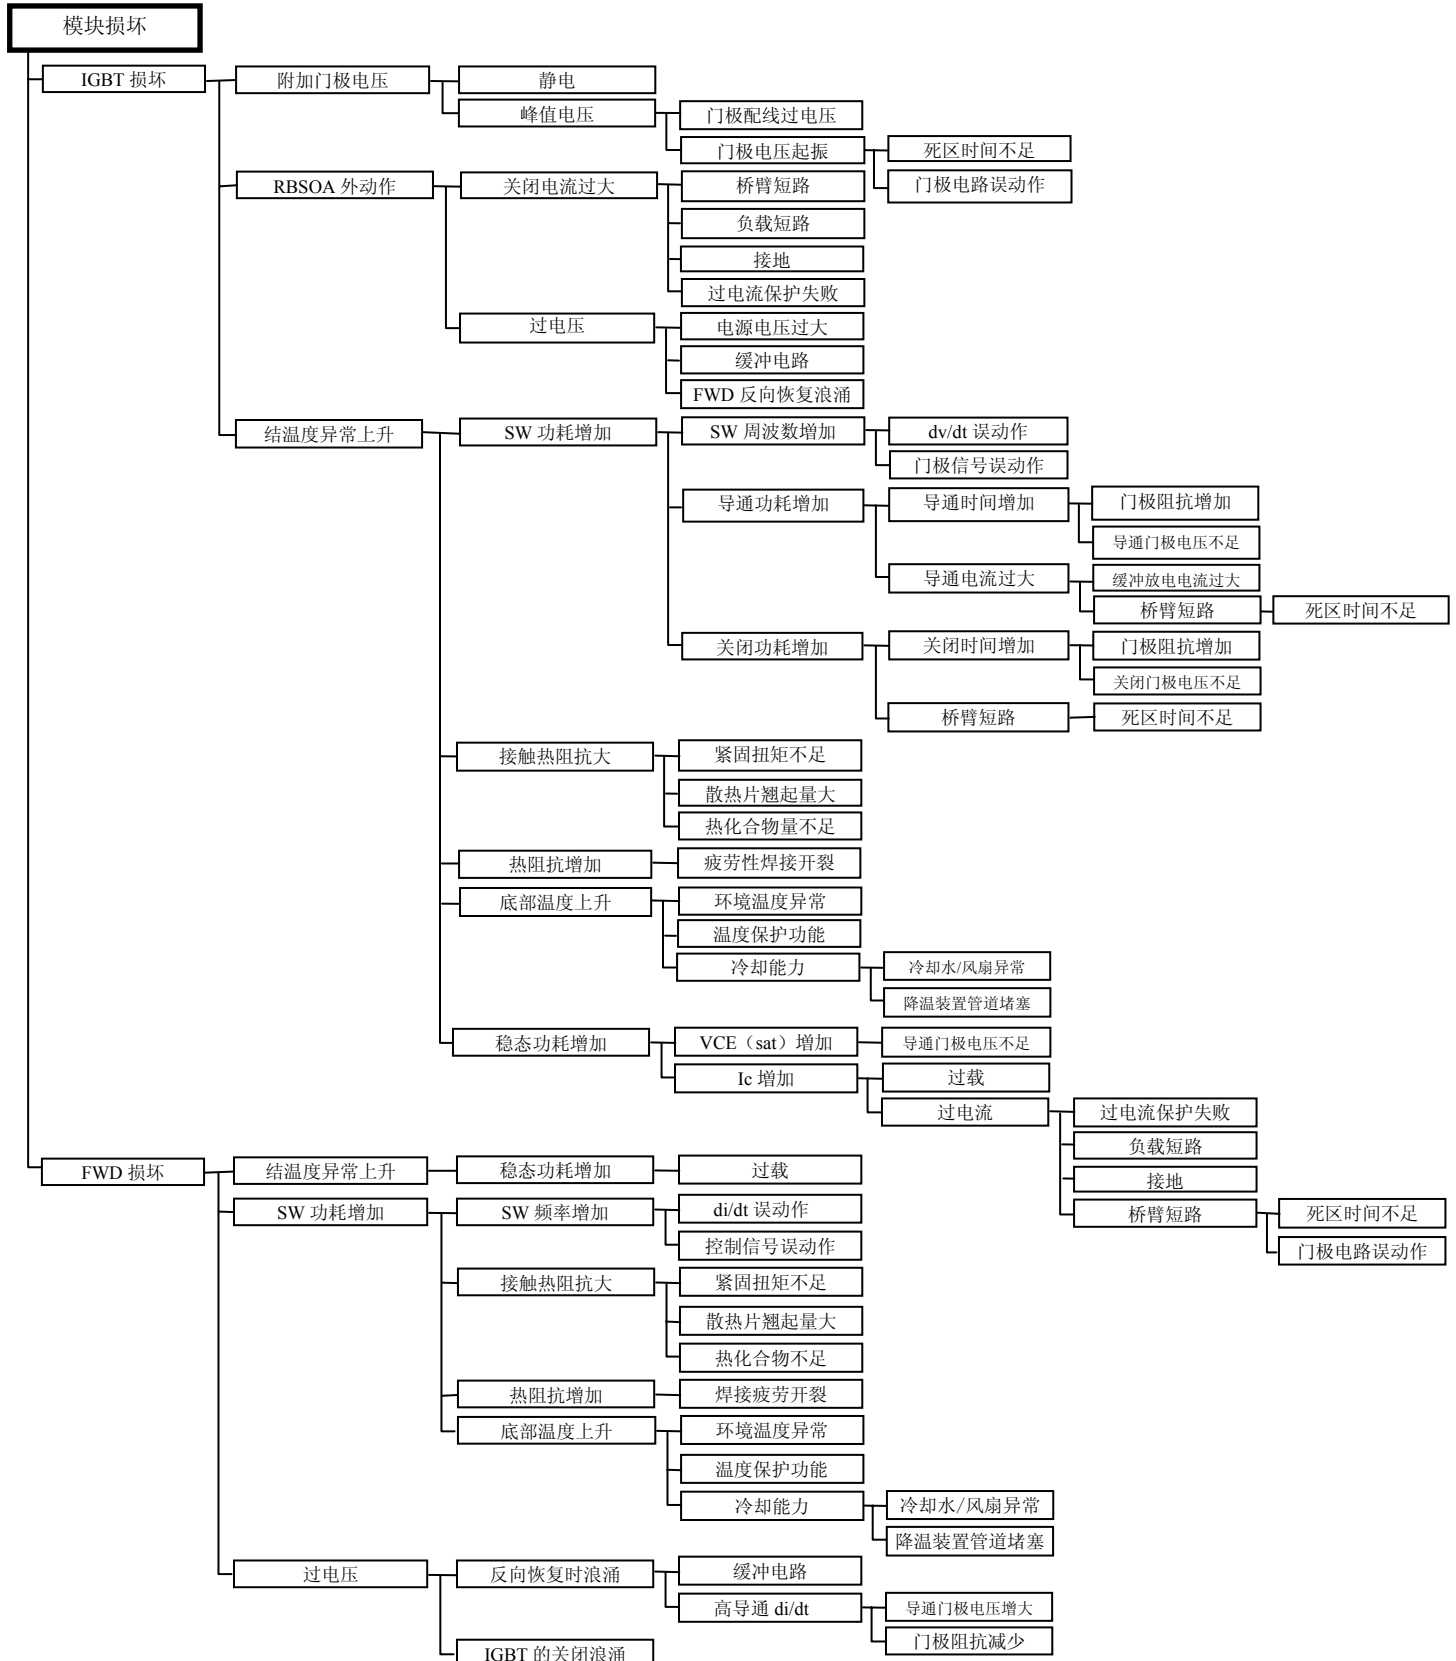 模块损坏
IGBT 损坏
附加门极电压
静电
峰值电压
门极配线过电压
门极电压起振
死区时间不足
门极电路误动作
RBSOA 外动作
关闭电流过大
桥臂短路
负载短路
接地
过电流保护失败
过电压
电源电压过大
缓冲电路
FWD 反向恢复浪涌
结温度异常上升
SW 功耗增加
SW 周波数增加
dv/dt 误动作
门极信号误动作
导通功耗增加
导通时间增加
门极阻抗增加
导通门极电压不足
导通电流过大
缓冲放电电流过大
桥臂短路
死区时间不足
关闭功耗增加
关闭时间增加
门极阻抗增加
关闭门极电压不足
桥臂短路
死区时间不足
接触热阻抗大
紧固扭矩不足
散热片翘起量大
热化合物量不足
热阻抗增加
疲劳性焊接开裂
底部温度上升
环境温度异常
温度保护功能
冷却能力
冷却水/风扇异常
降温装置管道堵塞
稳态功耗增加
VCE（sat）增加
导通门极电压不足
Ic 增加
过载
过电流
过电流保护失败
负载短路
接地
桥臂短路
死区时间不足
门极电路误动作
FWD 损坏
结温度异常上升
稳态功耗增加
过载
SW 功耗增加
SW 频率增加
di/dt 误动作
控制信号误动作
接触热阻抗大
紧固扭矩不足
散热片翘起量大
热化合物不足
热阻抗增加
焊接疲劳开裂
底部温度上升
环境温度异常
温度保护功能
冷却能力
冷却水/风扇异常
降温装置管道堵塞
过电压
反向恢复时浪涌
缓冲电路
高导通 di/dt
导通门极电压增大
门极阻抗减少
IGBT 的关闭浪涌